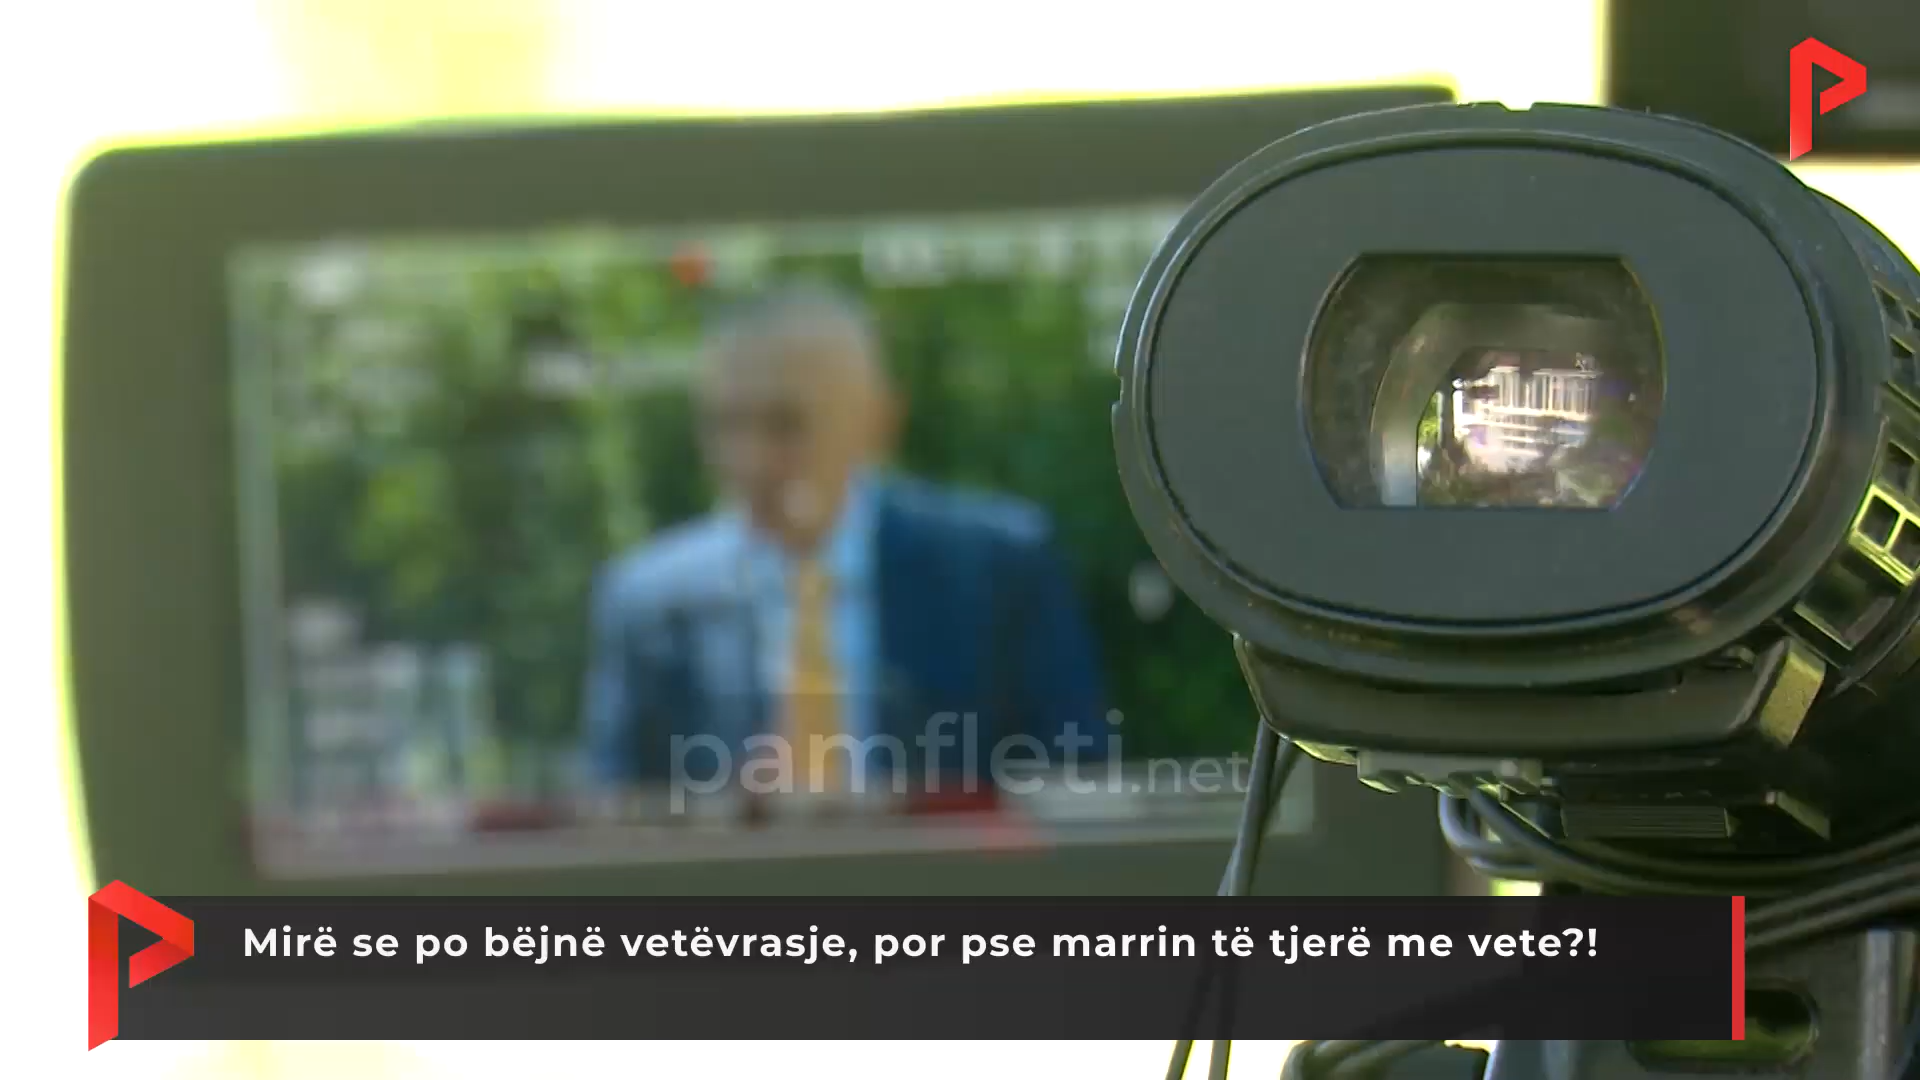 pamfleti.net
Mirë se po bëjnë vetëvrasje, por pse marrin të tjerë me vete?!